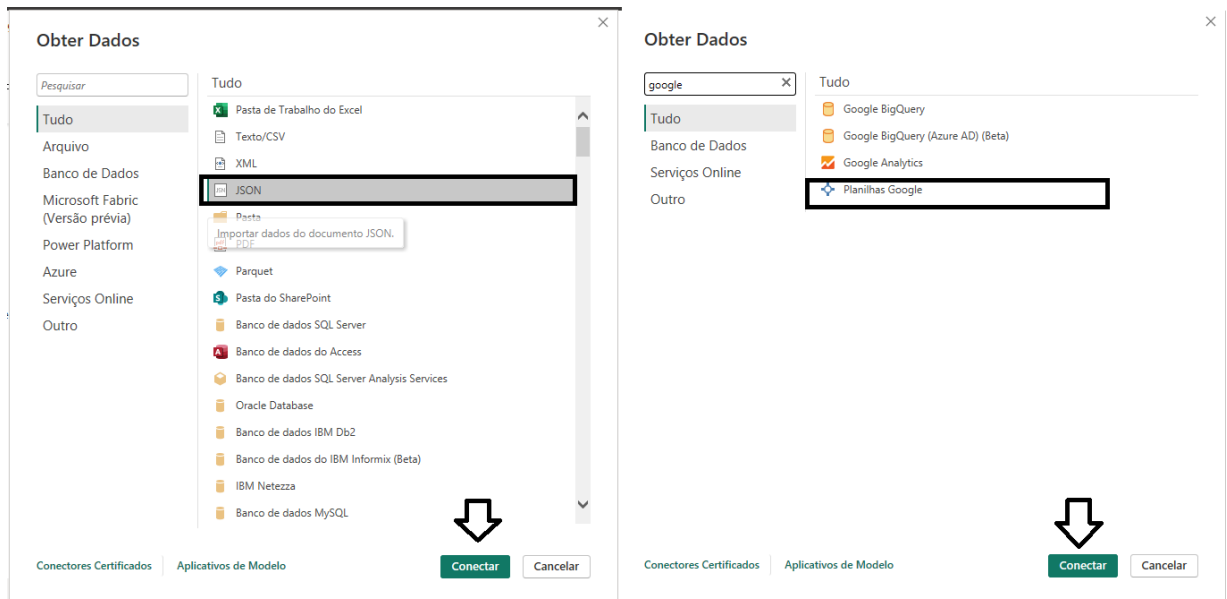 Obter Dados
Pesquisar
Tudo
Arquivo
Banco de Dados
Microsoft Fabric
(Versão prévia)
Power Platform
Azure
Serviços Online
Outro
Tudo
Pasta de Trabalho do Excel
Texto/CSV
XML
JSON
Pasta
Importar dados do documento JSON.
PDF
Parquet
Pasta do SharePoint
Banco de dados SQL Server
Banco de dados do Access
Banco de dados SQL Server Analysis Services
Oracle Database
Banco de dados IBM Db2
Banco de dados do IBM Informix (Beta)
IBM Netezza
Banco de dados MySQL
Conectores Certificados
Aplicativos de Modelo
Conectar
Cancelar
Obter Dados
google
Tudo
Banco de Dados
Serviços Online
Outro
Tudo
Google BigQuery
Google BigQuery (Azure AD) (Beta)
Google Analytics
Planilhas Google
Conectores Certificados
Aplicativos de Modelo
Conectar
Cancelar